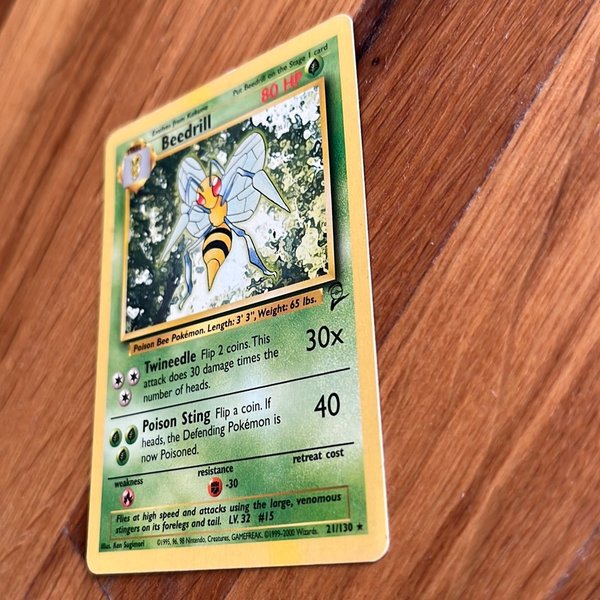 Evolves from Kakuna
Put Beedrill on the Stage 1 card
Beedrill
80 HP
Poison Bee Pokémon. Length: 3' 3", Weight: 65 lbs.
Twineedle Flip 2 coins. This
attack does 30 damage times the
number of heads.
30x
Poison Sting Flip a coin. If
heads, the Defending Pokémon is
now Poisoned.
40
weakness
resistance
retreat cost
-30
Flies at high speed and attacks using the large, venomous
stingers on its forelegs and tail. LV. 32 #15
Illus. Ken Sugimori
©1995, 96, 98 Nintendo, Creatures, GAMEFREAK. ©1999-2000 Wizards.
21/130 ★